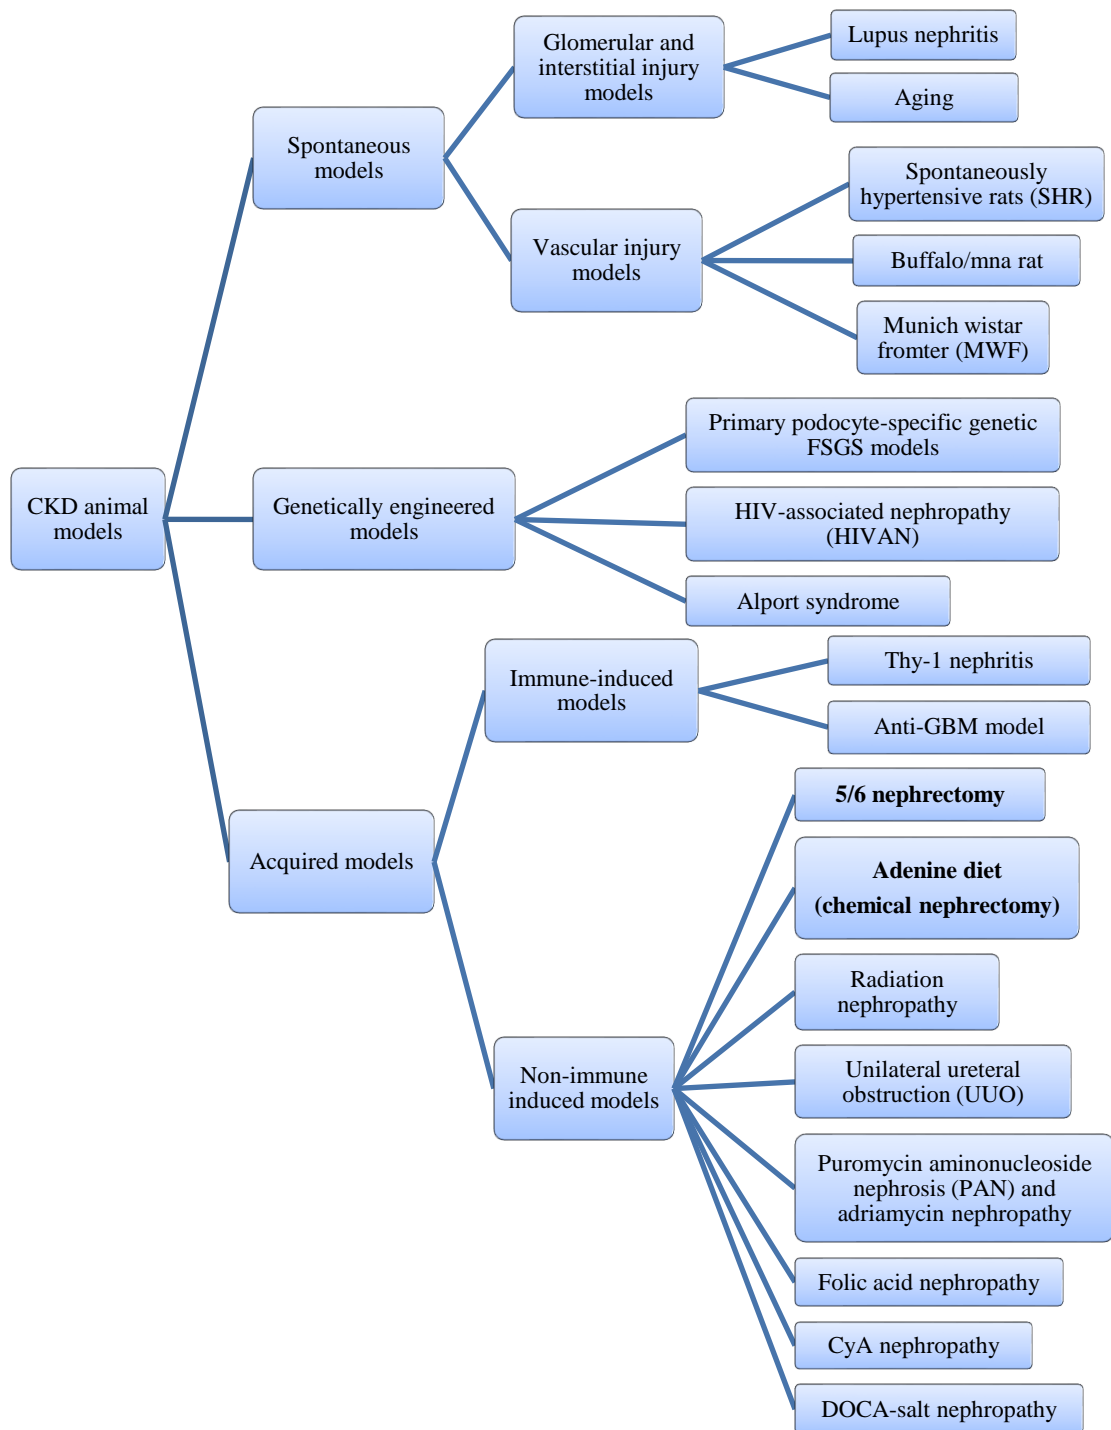 Glomerular and
interstitial injury
models
Lupus nephritis
Aging
Spontaneous
models
Spontaneously
hypertensive rats (SHR)
Vascular injury
models
Buffalo/mna rat
Munich wistar
fromter (MWF)
CKD animal
models
Genetically engineered
models
Primary podocyte-specific genetic
FSGS models
HIV-associated nephropathy
(HIVAN)
Alport syndrome
Immune-induced
models
Thy-1 nephritis
Anti-GBM model
Acquired models
5/6 nephrectomy
Adenine diet
(chemical nephrectomy)
Radiation
nephropathy
Non-immune
induced models
Unilateral ureteral
obstruction (UUO)
Puromycin aminonucleoside
nephrosis (PAN) and
adriamycin nephropathy
Folic acid nephropathy
CyA nephropathy
DOCA-salt nephropathy